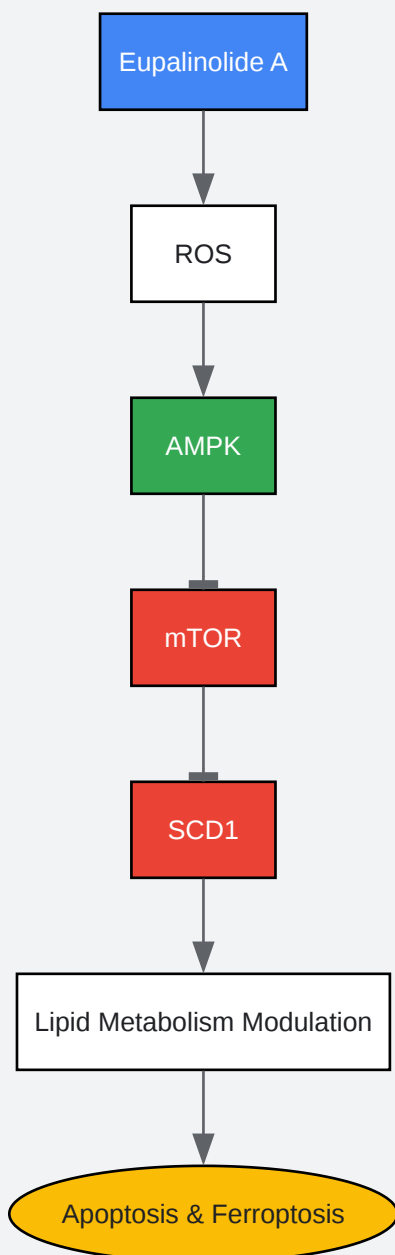 Eupalinolide A
ROS
AMPK
mTOR
SCD1
Lipid Metabolism Modulation
Apoptosis & Ferroptosis